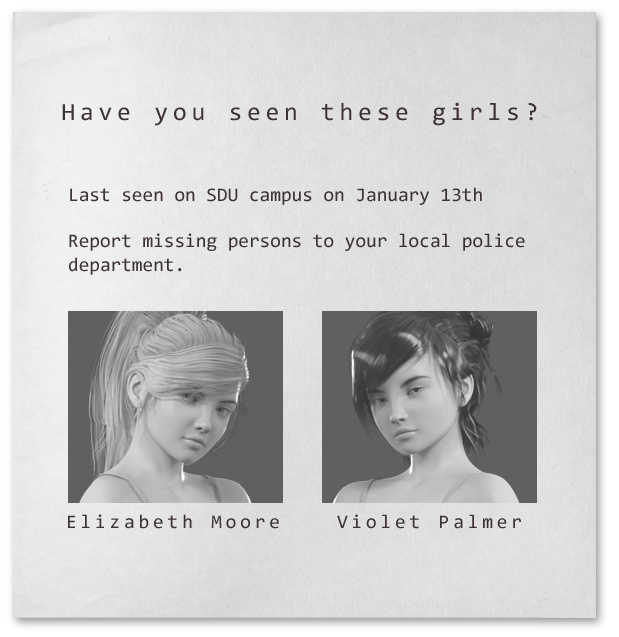 Have you seen these girls?
Last seen on SDU campus on January 13th
Report missing persons to your local police
department.
Elizabeth Moore
Violet Palmer